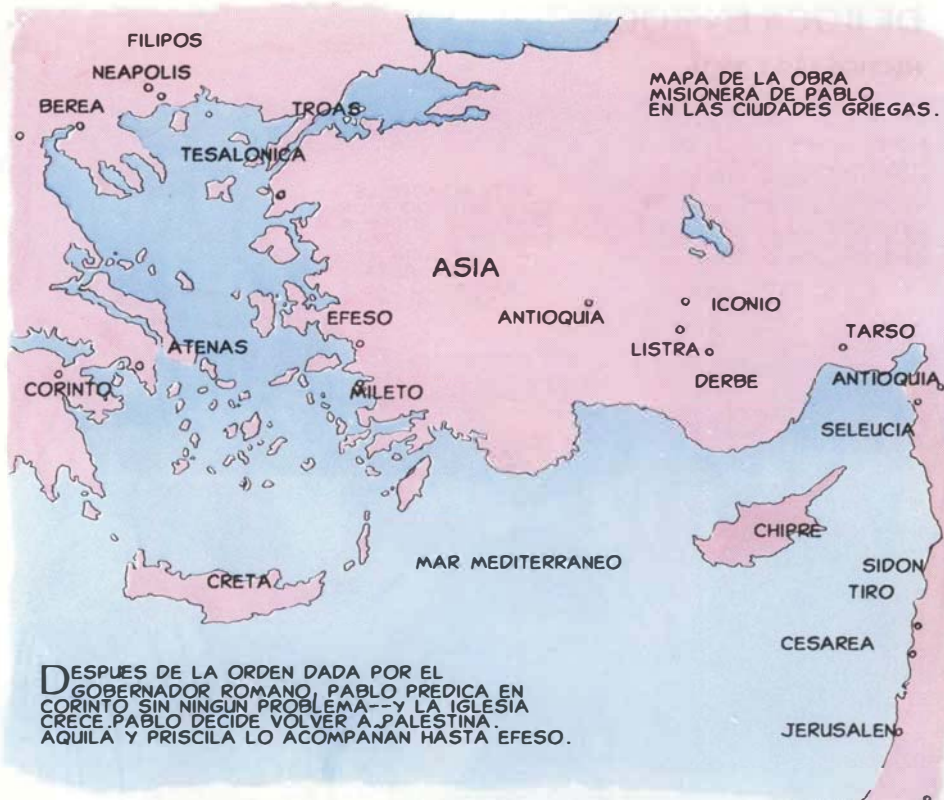 FILIPOS
NEAPOLIS
BEREA
TROAS
TESALONICA
MAPA DE LA OBRA
MISIONERA DE PABLO
EN LAS CIUDADES GRIEGAS.
ASIA
ANTIOQUIA
ICONIO
EFESO
LISTRA
TARSO
ATENAS
DERBE
ANTIOQUIA
CORINTO
MILETO
SELEUCIA
CHIPRE
MAR MEDITERRANEO
SIDON
CRETA
TIRO
CESAREA
JERUSALEN
DESPUES DE LA ORDEN DADA POR EL
GOBERNADOR ROMANO, PABLO PREDICA EN
CORINTO SIN NINGUN PROBLEMA--Y LA IGLESIA
CRECE.PABLO DECIDE VOLVER A PALESTINA.
AQUILA Y PRISCILA LO ACOMPAÑAN HASTA EFESO.